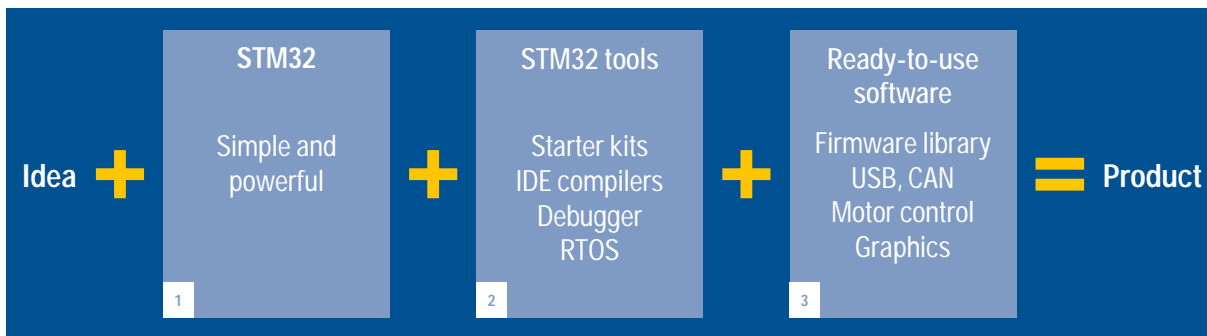 Idea
STM32
Simple and
powerful
1
STM32 tools
Starter kits
IDE compilers
Debugger
RTOS
2
Ready-to-use
software
Firmware library
USB, CAN
Motor control
Graphics
3
Product